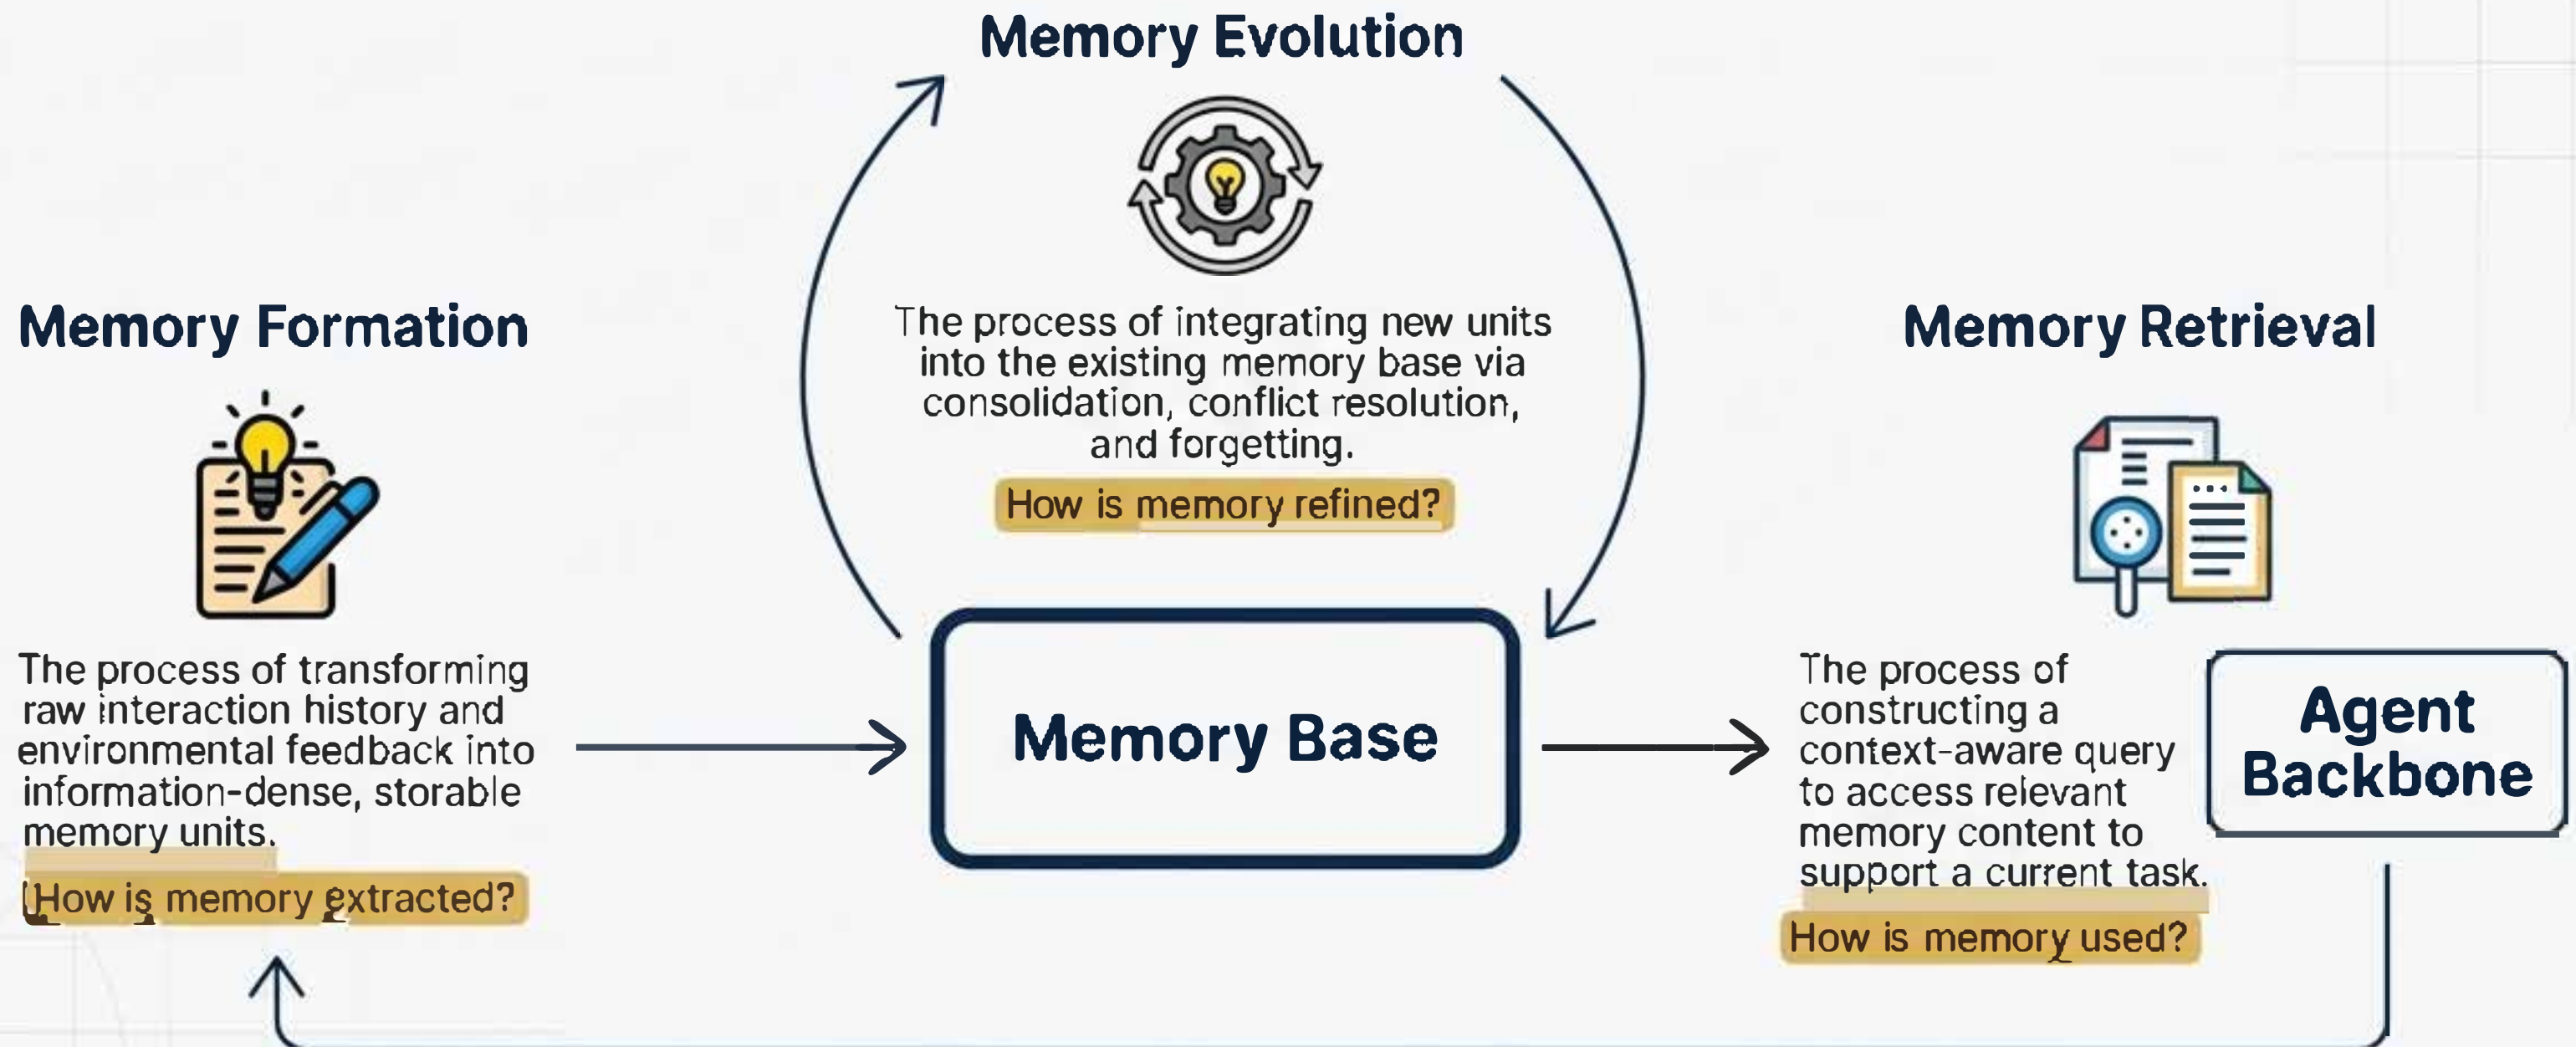 Memory Evolution
The process of integrating new units
into the existing memory base via
consolidation, conflict resolution,
and forgetting.
How is memory refined?
Memory Formation
The process of transforming
raw interaction history and
environmental feedback into
information-dense, storable
memory units.
How is memory extracted?
Memory Base
Memory Retrieval
The process of
constructing a
context-aware query
to access relevant
memory content to
support a current task.
How is memory used?
Agent
Backbone